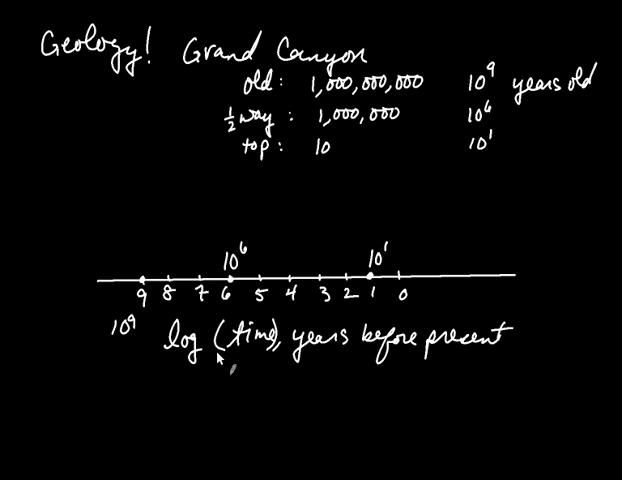 Geology! Grand Canyon
old: 1,000,000,000 10⁹ years old
½ way: 1,000,000 10⁶
top: 10 10¹
10⁶ 10¹
9 8 7 6 5 4 3 2 1 0
10⁹ log (time), years before present